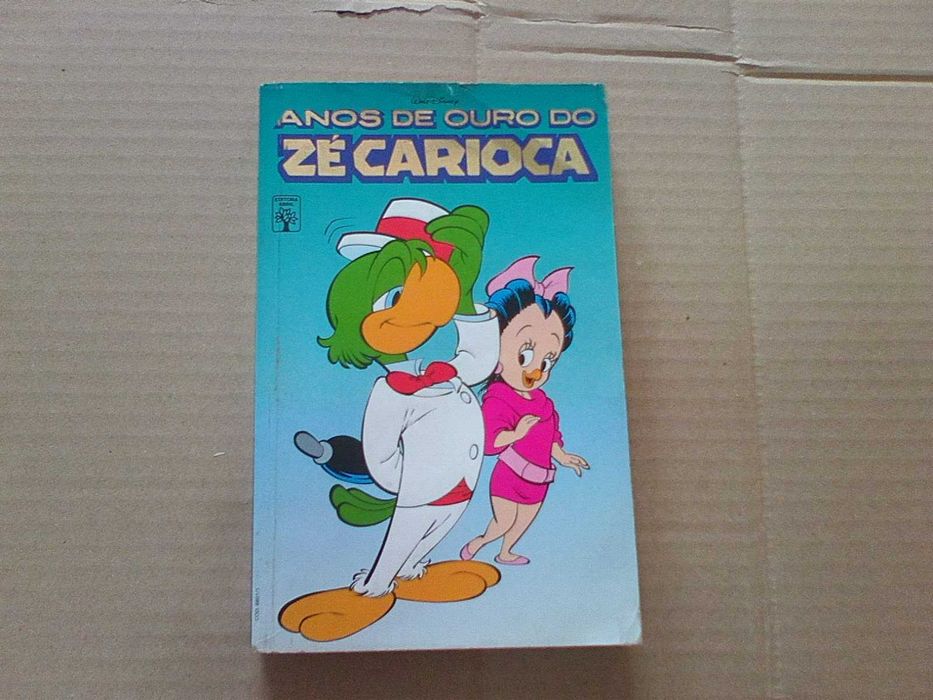 Walt Disney
ANOS DE OURO DO
ZÉ CARIOCA
EDITORA
ABRIL